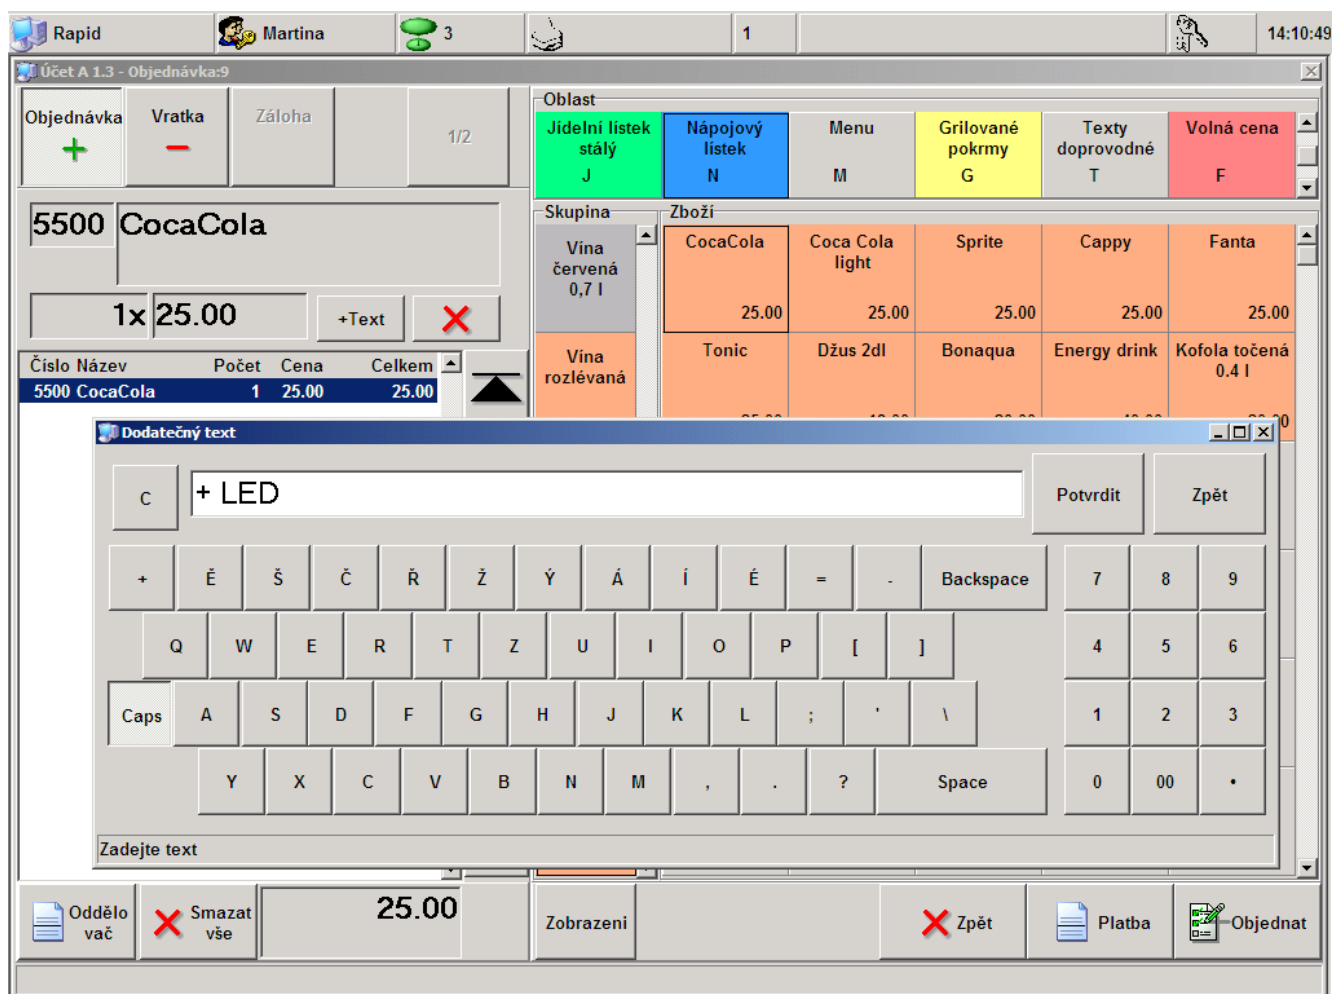 Rapid
Martina
3
1
14:10:49
Účet A 1.3 - Objednávka:9
Objednávka
Vratka
Záloha
1/2
Oblast
Jídelní lístek
stálý
J
Nápojový
lístek
N
Menu
M
Grilované
pokrmy
G
Texty
doprovodné
T
Volná cena
F
5500 CocaCola
1x 25.00
+Text
Skupina
Vína
červená
0,7 l
Vína
rozlévaná
Zboží
CocaCola
25.00
Coca Cola
light
25.00
Sprite
25.00
Cappy
25.00
Fanta
25.00
Tonic
Džus 2dl
Bonaqua
Energy drink
Kofola točená
0.4 l
Číslo Název Počet Cena Celkem
5500 CocaCola 1 25.00 25.00
Dodatečný text
C
+ LED
Potvrdit
Zpět
+ Ě Š Č Ř Ž Ý Á Í É = - Backspace 7 8 9
Q W E R T Z U I O P [ ] 4 5 6
Caps A S D F G H J K L ; ' \ 1 2 3
Y X C V B N M , . ? Space 0 00 •
Zadejte text
Oddělo
vač
Smazat
vše
25.00
Zobrazeni
Zpět
Platba
Objednat